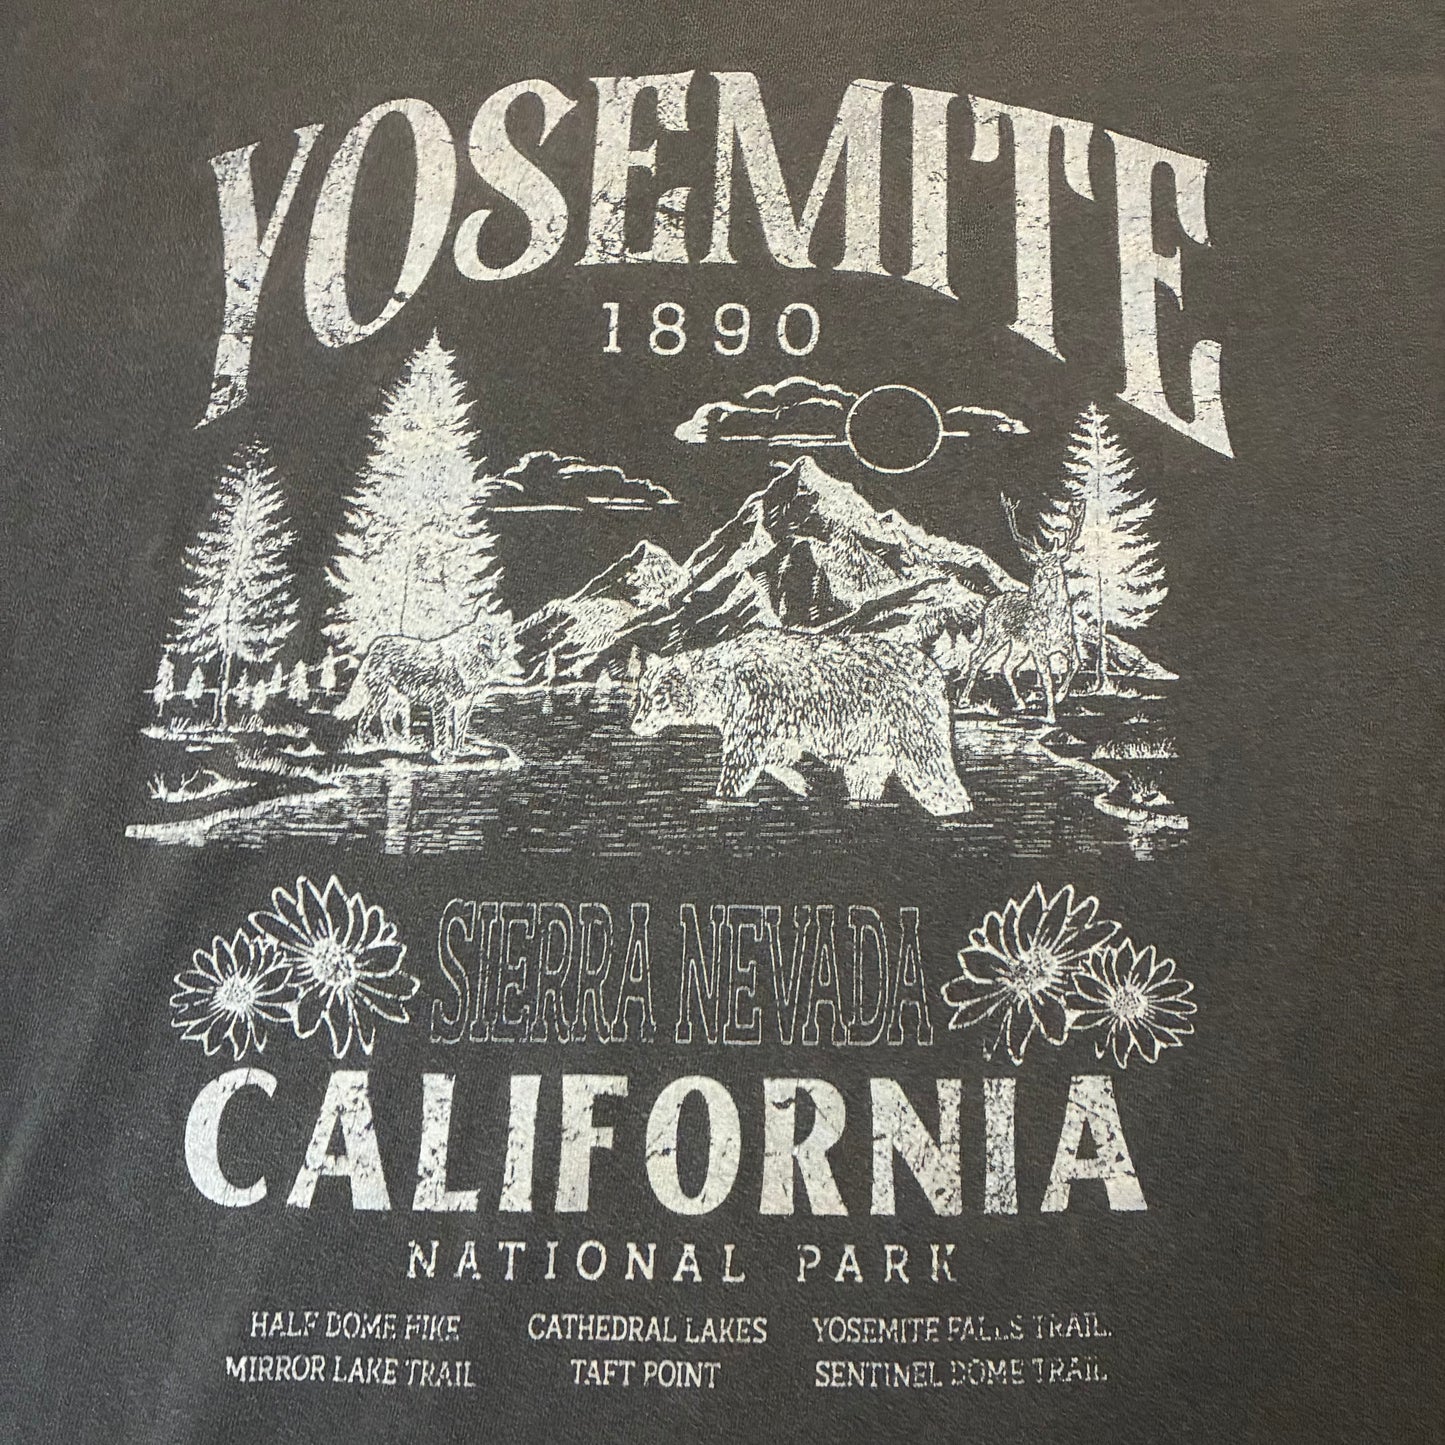 YOSEMITE
1890
SIERRA NEVADA
CALIFORNIA
NATIONAL PARK
HALF DOME HIKE CATHEDRAL LAKES YOSEMITE FALLS TRAIL
MIRROR LAKE TRAIL TAFT POINT SENTINEL DOME TRAIL